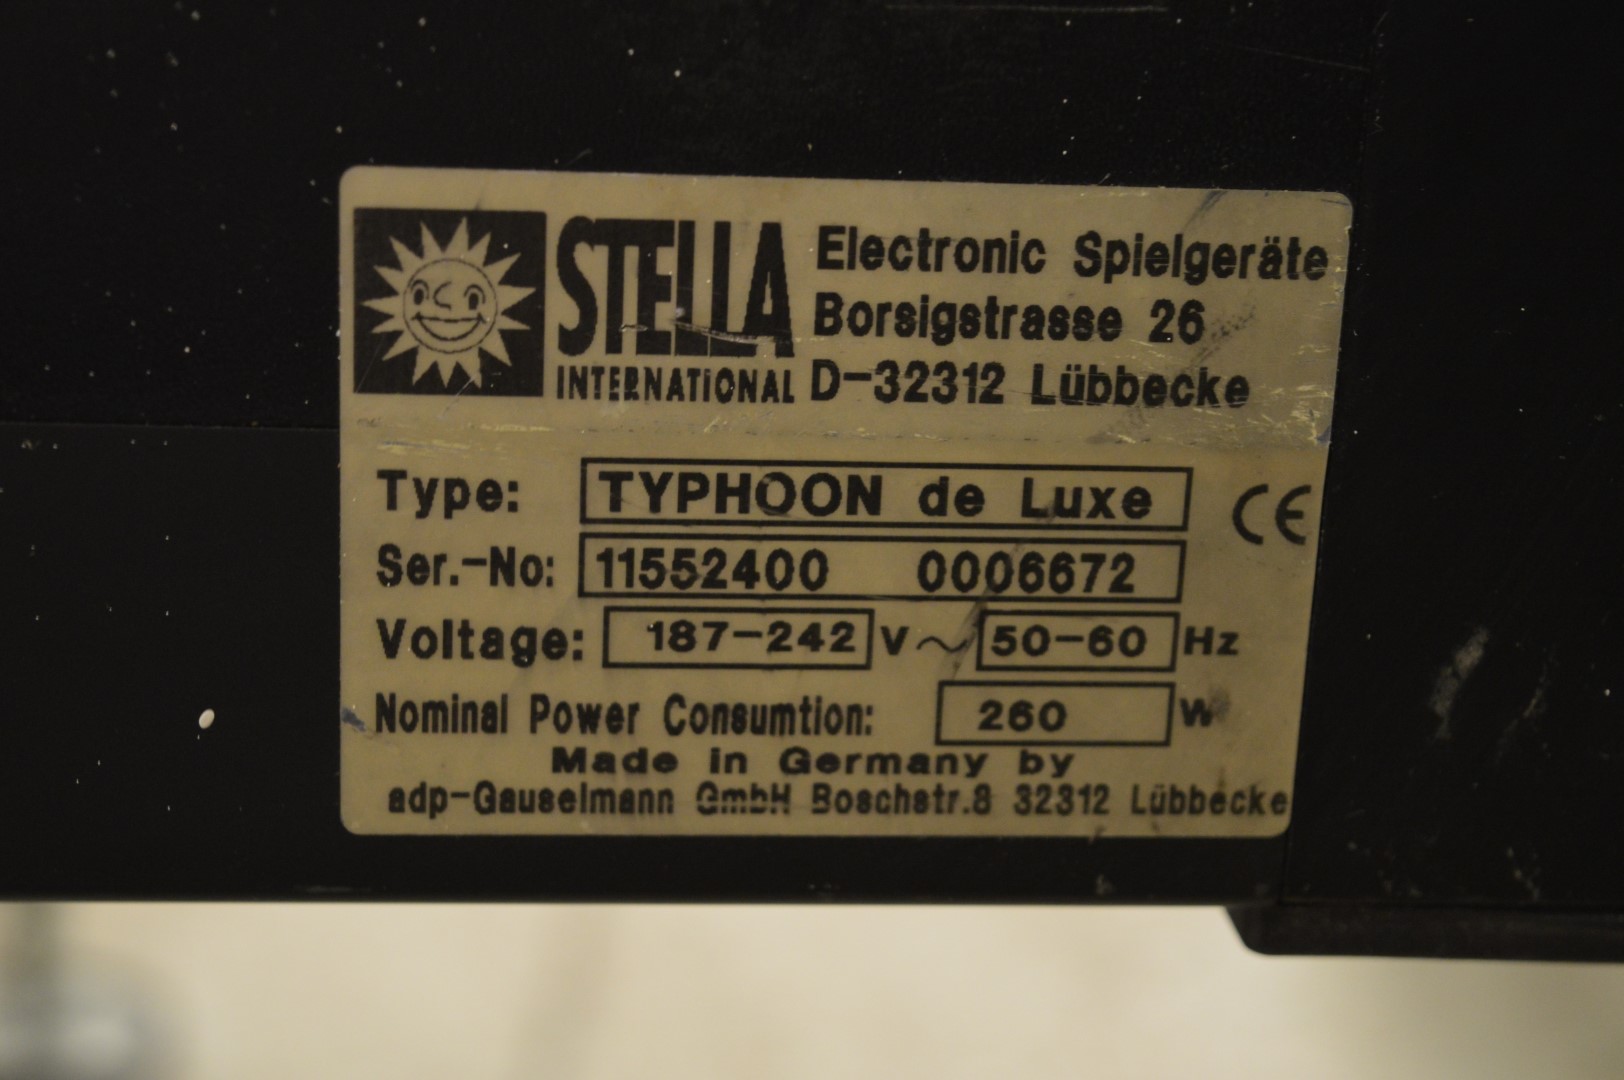 STELLA
INTERNATIONAL
Electronic Spielgeräte
Borsigstrasse 26
D-32312 Lübbecke
Type: TYPHOON de Luxe CE
Ser.-No: 11552400 0006672
Voltage: 187-242 V ~ 50-60 Hz
Nominal Power Consumtion: 260 W
Made in Germany by
adp-Gauselmann GmbH Boschstr.8 32312 Lübbecke